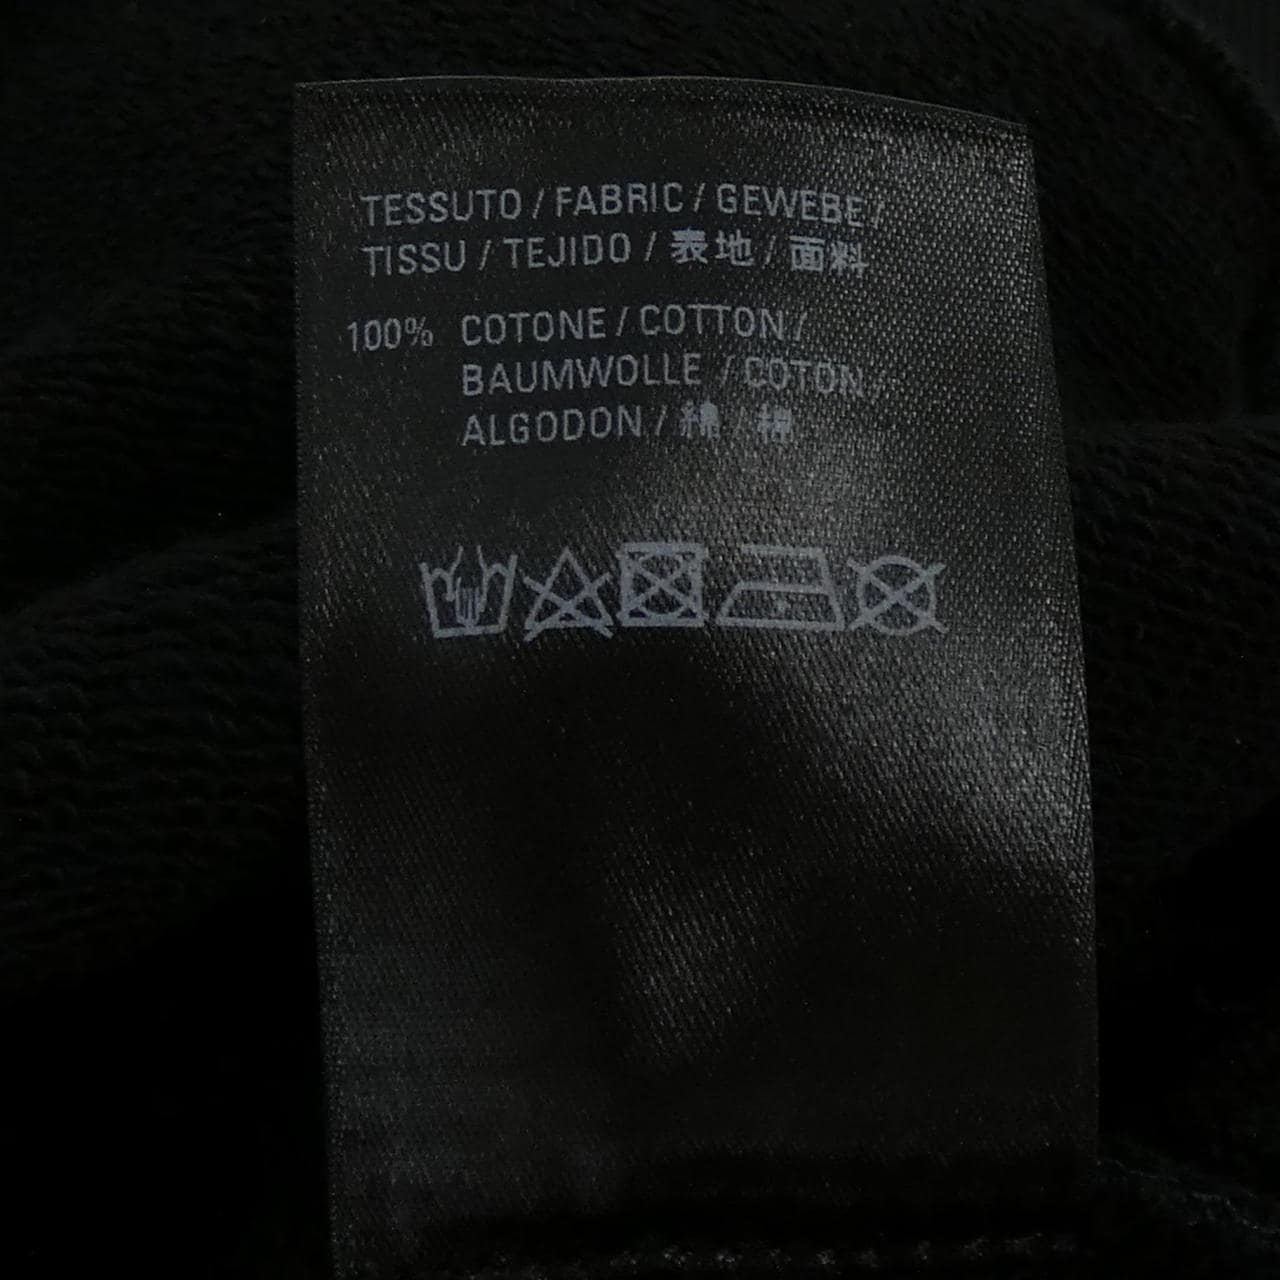 TESSUTO / FABRIC / GEWEBE /
TISSU / TEJIDO / 表地 / 面料
100% COTONE / COTTON /
BAUMWOLLE / COTON /
ALGODON / 綿 / 棉